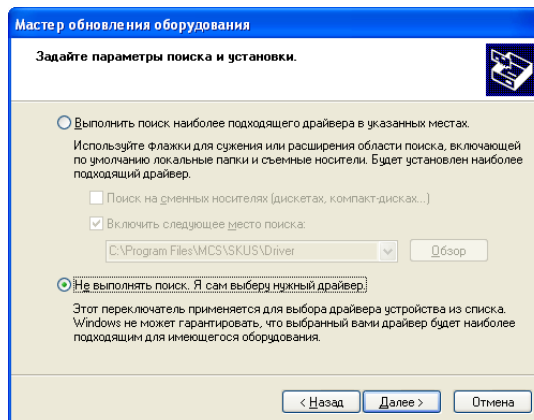 Мастер обновления оборудования
Задайте параметры поиска и установки.
Выполнить поиск наиболее подходящего драйвера в указанных местах.
Используйте флажки для сужения или расширения области поиска, включающей
по умолчанию локальные папки и съемные носители. Будет установлен наиболее
подходящий драйвер.
Поиск на сменных носителях (дискетах, компакт-дисках...)
Включить следующее место поиска:
C:\Program Files\MCS\SKUS\Driver
Обзор
Не выполнять поиск. Я сам выберу нужный драйвер.
Этот переключатель применяется для выбора драйвера устройства из списка.
Windows не может гарантировать, что выбранный вами драйвер будет наиболее
подходящим для имеющегося оборудования.
< Назад Далее > Отмена